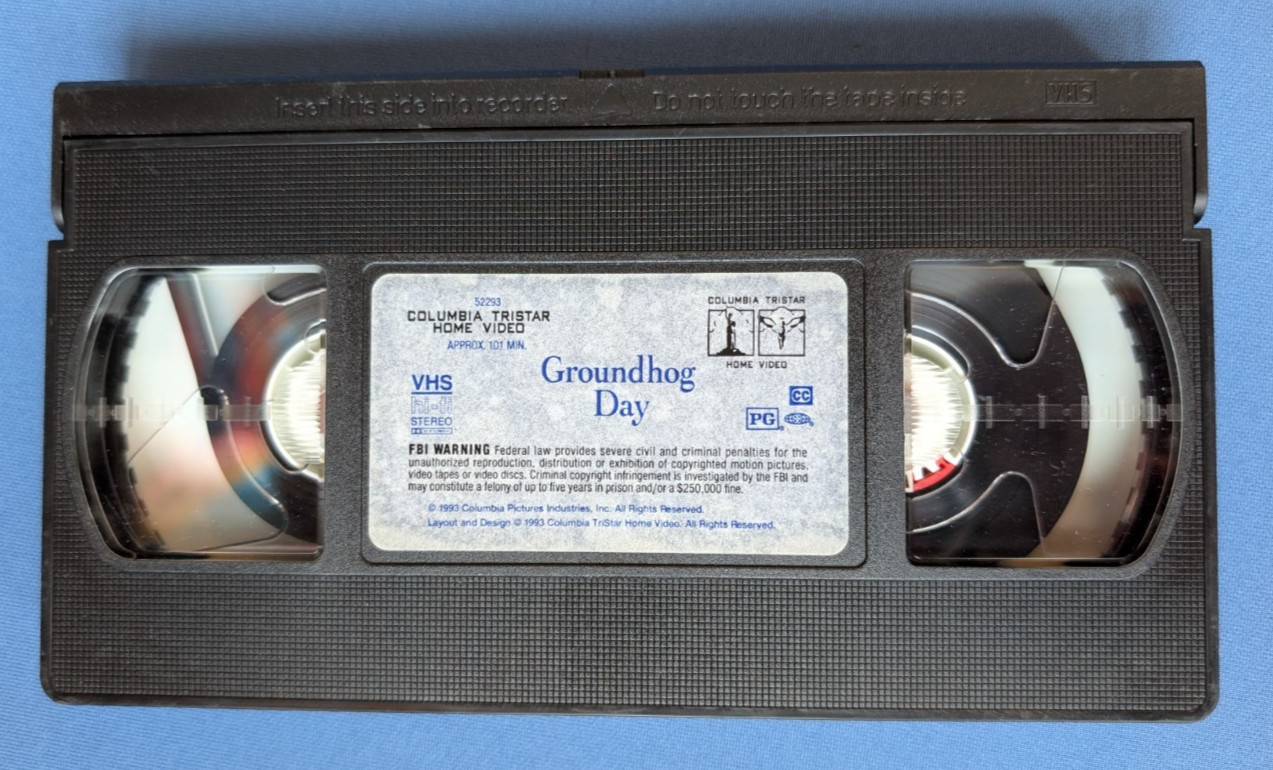 Insert this side into recorder Do not touch the tape inside VHS
52293
COLUMBIA TRISTAR
HOME VIDEO
APPROX. 101 MIN.
COLUMBIA TRISTAR
HOME VIDEO
Groundhog
Day
VHS
hi-fi
STEREO
CC
PG
FBI WARNING Federal law provides severe civil and criminal penalties for the
unauthorized reproduction, distribution or exhibition of copyrighted motion pictures,
video tapes or video discs. Criminal copyright infringement is investigated by the FBI and
may constitute a felony of up to five years in prison and/or a $250,000 fine.
© 1993 Columbia Pictures Industries, Inc. All Rights Reserved.
Layout and Design © 1993 Columbia TriStar Home Video. All Rights Reserved.